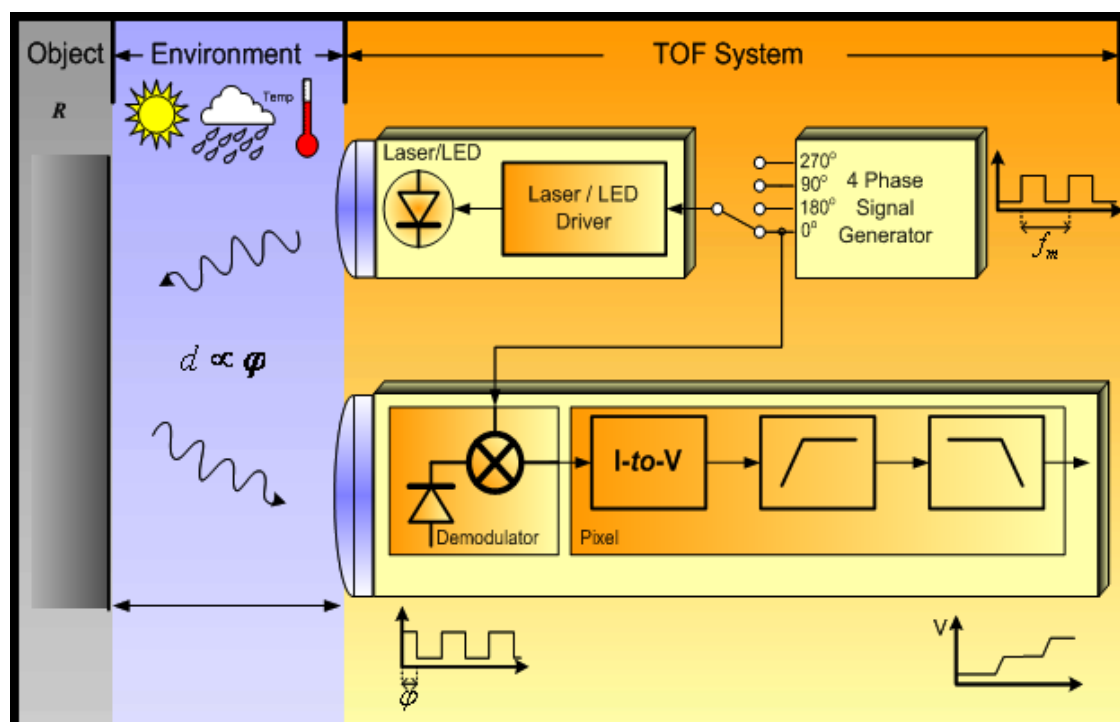 Object
Environment
TOF System
R
Temp
Laser/LED
Laser / LED
Driver
270°
90°
180°
0°
4 Phase
Signal
Generator
fm
d ∝ φ
I-to-V
Demodulator
Pixel
φ
V